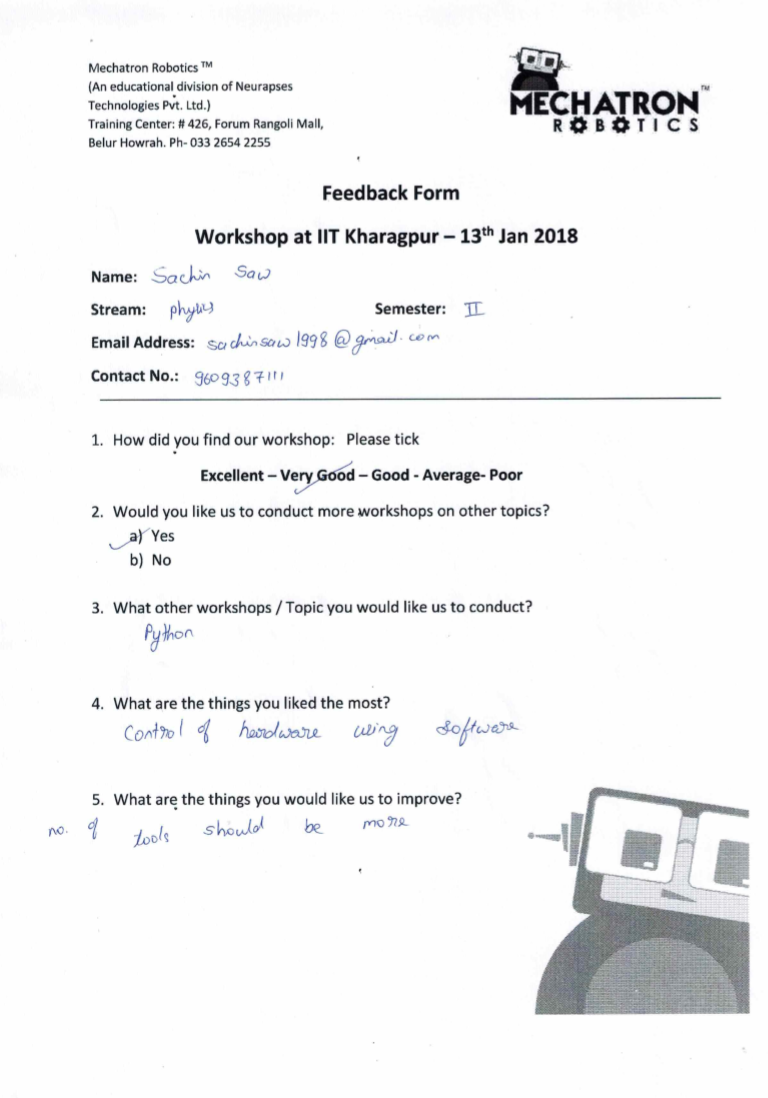 Mechatron Robotics ™
(An educational division of Neurapses
Technologies Pvt. Ltd.)
Training Center: # 426, Forum Rangoli Mall,
Belur Howrah. Ph- 033 2654 2255
MECHATRON™
ROBOTICS
Feedback Form
Workshop at IIT Kharagpur – 13th Jan 2018
Name: Sachin Saw
Stream: physics Semester: II
Email Address: sachinsaw1998@gmail.com
Contact No.: 9609387111
1. How did you find our workshop: Please tick
Excellent – Very Good – Good - Average- Poor
2. Would you like us to conduct more workshops on other topics?
a) Yes
b) No
3. What other workshops / Topic you would like us to conduct?
Python
4. What are the things you liked the most?
Control of hardware using software
5. What are the things you would like us to improve?
no. of tools should be more